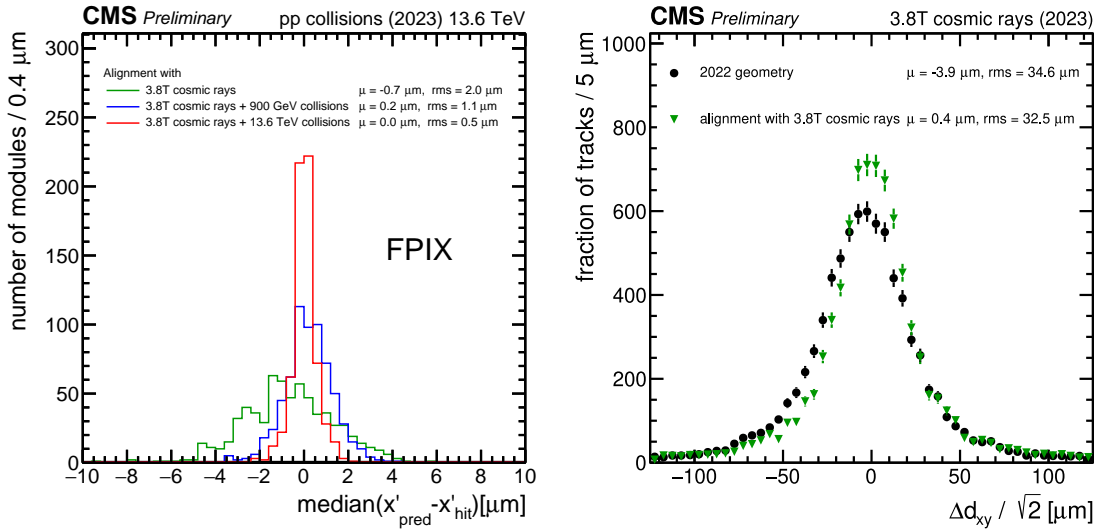 CMS Preliminary pp collisions (2023) 13.6 TeV
number of modules / 0.4 μm
300
250
200
150
100
50
0
Alignment with
3.8T cosmic rays μ = -0.7 μm, rms = 2.0 μm
3.8T cosmic rays + 900 GeV collisions μ = 0.2 μm, rms = 1.1 μm
3.8T cosmic rays + 13.6 TeV collisions μ = 0.0 μm, rms = 0.5 μm
FPIX
−10 −8 −6 −4 −2 0 2 4 6 8 10
median(x'pred-x'hit)[μm]
CMS Preliminary 3.8T cosmic rays (2023)
fraction of tracks / 5 μm
1000
800
600
400
200
0
2022 geometry μ = -3.9 μm, rms = 34.6 μm
alignment with 3.8T cosmic rays μ = 0.4 μm, rms = 32.5 μm
−100 −50 0 50 100
Δdxy / √2 [μm]